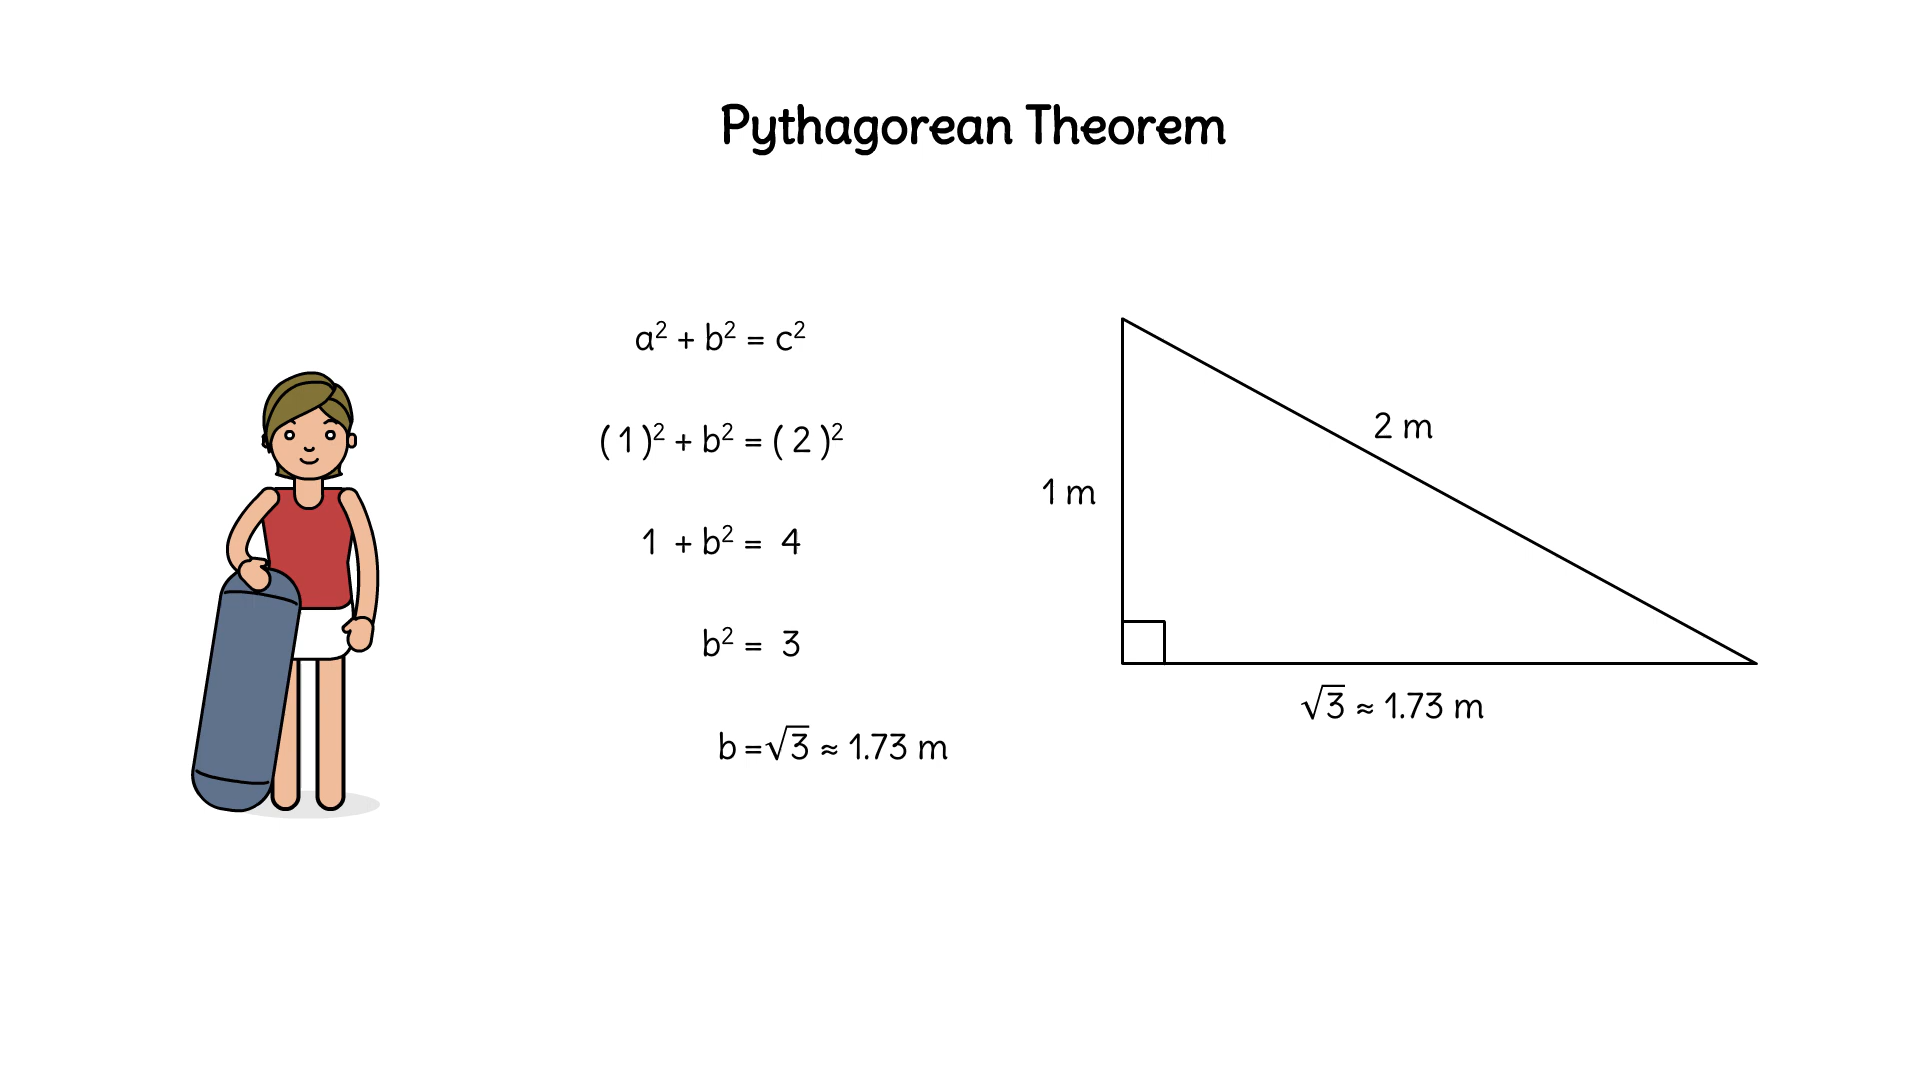 Pythagorean Theorem
a² + b² = c²
( 1 )² + b² = ( 2 )²
1 + b² = 4
b² = 3
b = √3 ≈ 1.73 m
2 m
1 m
√3 ≈ 1.73 m